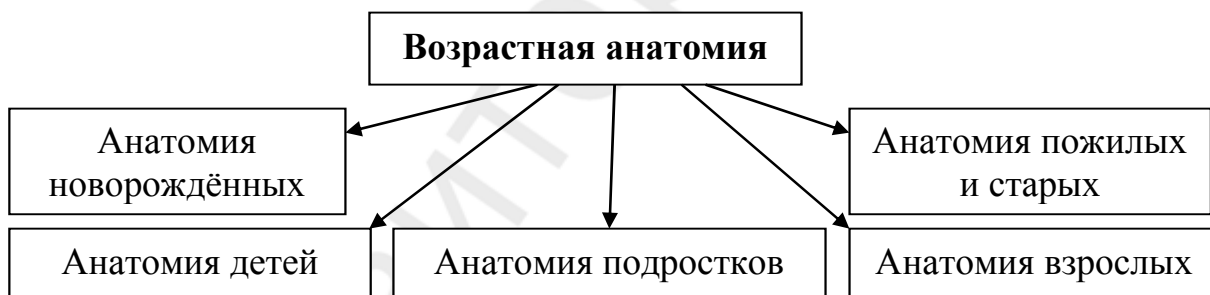 Возрастная анатомия
Анатомия
новорождённых
Анатомия пожилых
и старых
Анатомия детей
Анатомия подростков
Анатомия взрослых